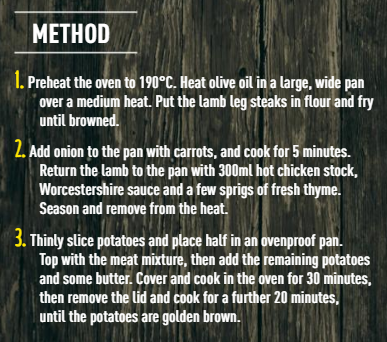 METHOD
1. Preheat the oven to 190°C. Heat olive oil in a large, wide pan
over a medium heat. Put the lamb leg steaks in flour and fry
until browned.
2. Add onion to the pan with carrots, and cook for 5 minutes.
Return the lamb to the pan with 300ml hot chicken stock,
Worcestershire sauce and a few sprigs of fresh thyme.
Season and remove from the heat.
3. Thinly slice potatoes and place half in an ovenproof pan.
Top with the meat mixture, then add the remaining potatoes
and some butter. Cover and cook in the oven for 30 minutes,
then remove the lid and cook for a further 20 minutes,
until the potatoes are golden brown.